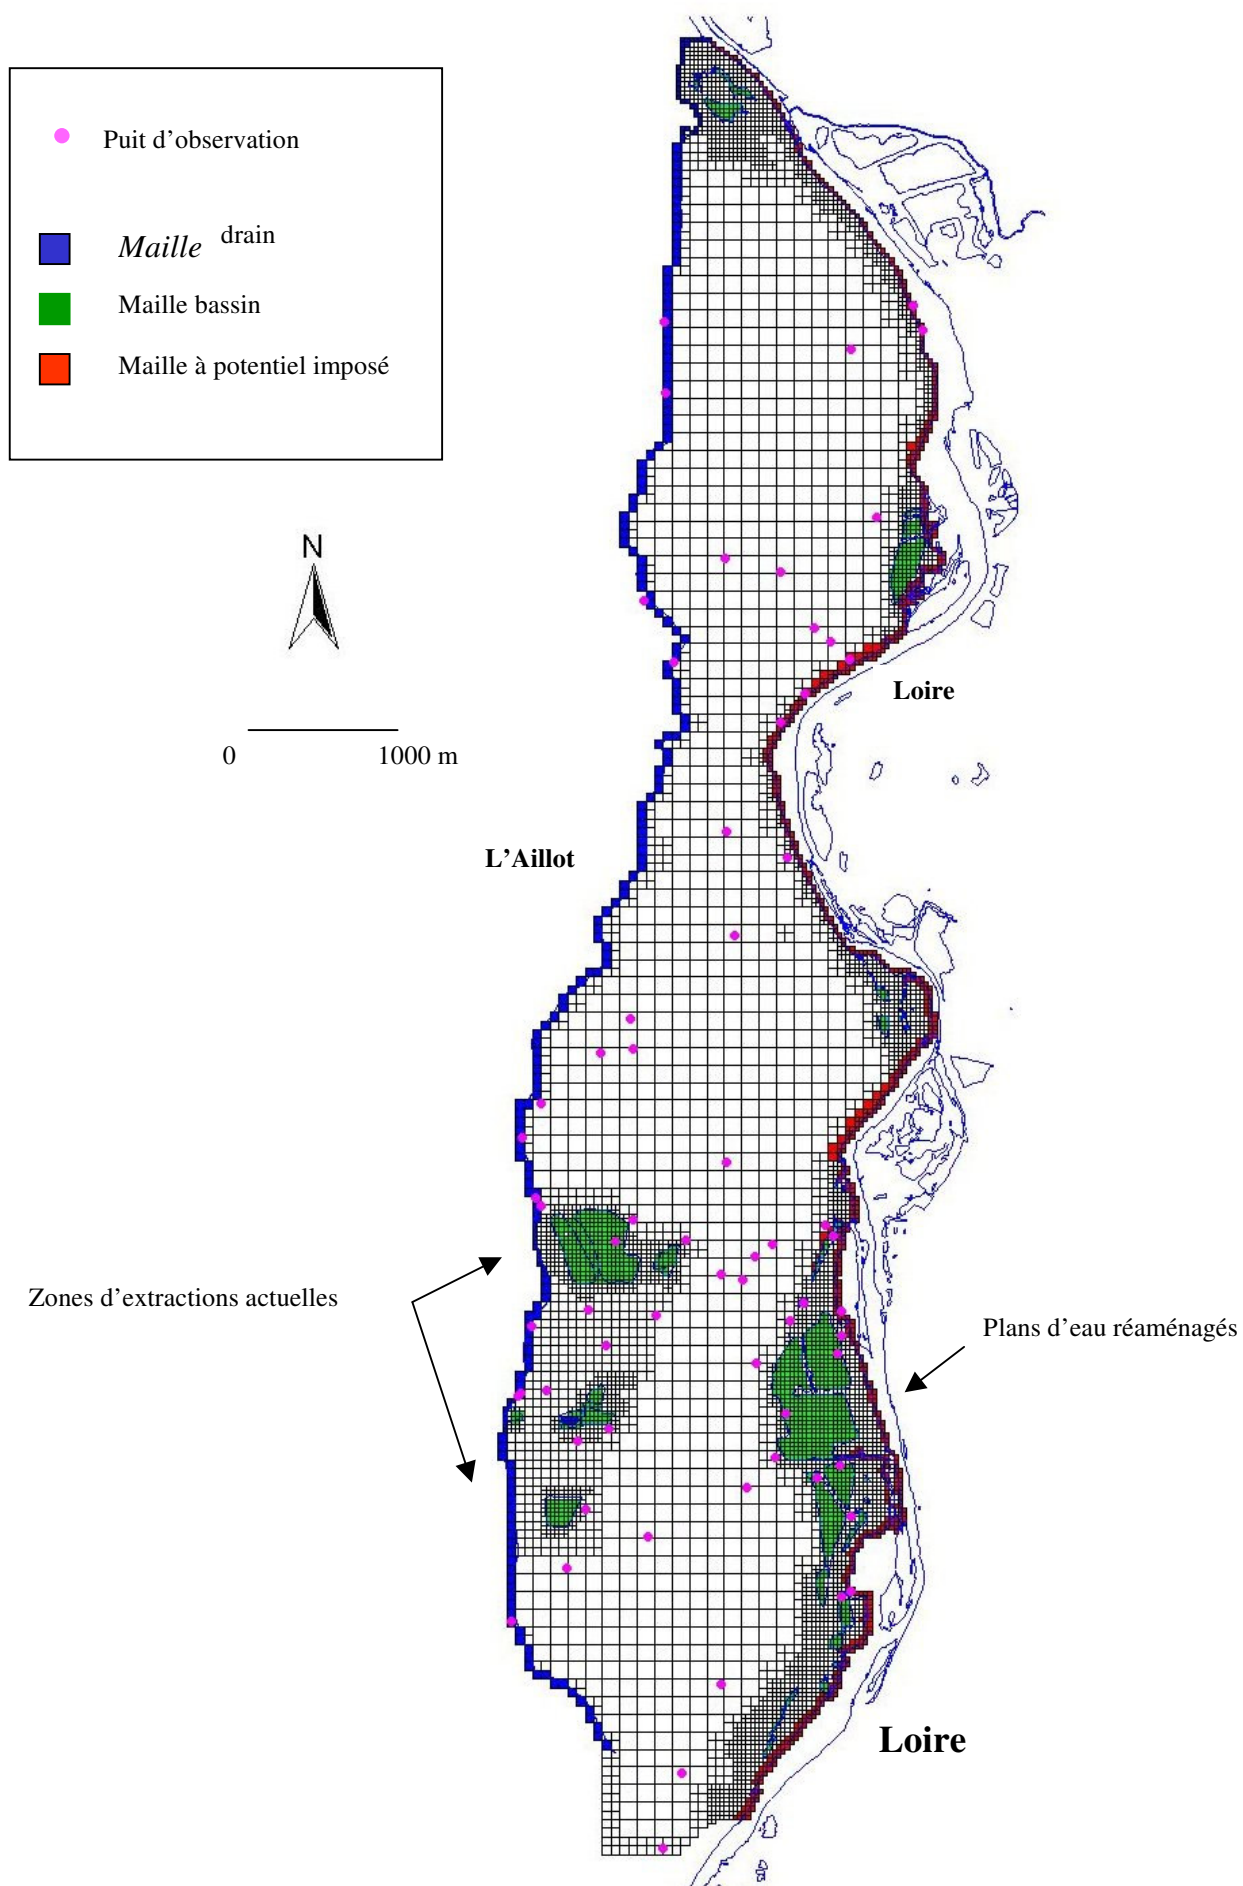 Puit d'observation
Maille drain
Maille bassin
Maille à potentiel imposé
N
0 1000 m
Loire
L'Aillot
Zones d'extractions actuelles
Plans d'eau réaménagés
Loire